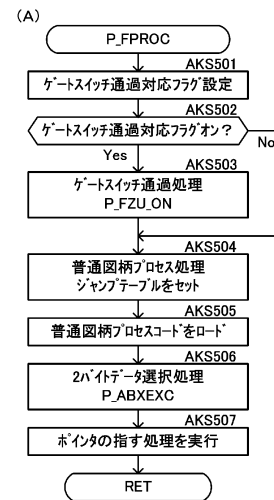 (A)
P_FPROC
AKS501
ｹﾞｰﾄｽｲｯﾁ通過対応ﾌﾗｸﾞ設定
AKS502
ｹﾞｰﾄｽｲｯﾁ通過対応ﾌﾗｸﾞｵﾝ？
No
Yes
AKS503
ｹﾞｰﾄｽｲｯﾁ通過処理
P_FZU_ON
AKS504
普通図柄ﾌﾟﾛｾｽ処理
ｼﾞｬﾝﾌﾟﾃｰﾌﾞﾙをｾｯﾄ
AKS505
普通図柄ﾌﾟﾛｾｽｺｰﾄﾞをﾛｰﾄﾞ
AKS506
2ﾊﾞｲﾄﾃﾞｰﾀ選択処理
P_ABXEXC
AKS507
ﾎﾟｲﾝﾀの指す処理を実行
RET